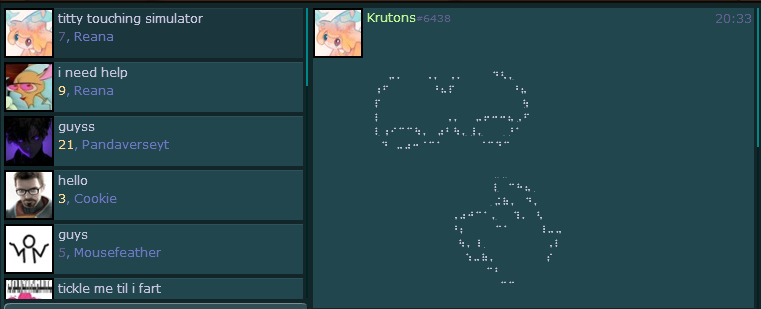 titty touching simulator
7, Reana
i need help
9, Reana
guyss
21, Pandaverseyt
hello
3, Cookie
guys
5, Mousefeather
tickle me til i fart
Krutons=6438
20:33